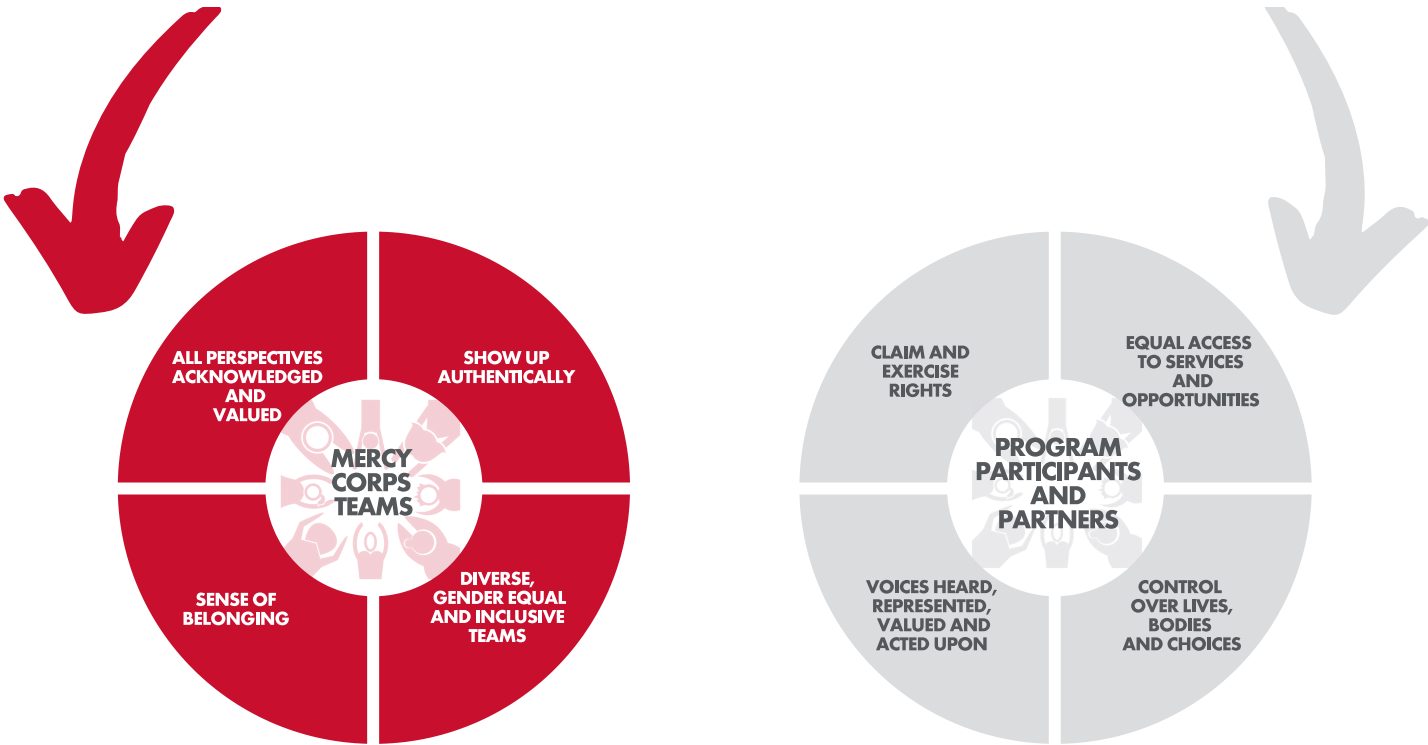 ALL PERSPECTIVES
ACKNOWLEDGED
AND
VALUED
SHOW UP
AUTHENTICALLY
MERCY
CORPS
TEAMS
SENSE OF
BELONGING
DIVERSE,
GENDER EQUAL
AND INCLUSIVE
TEAMS
CLAIM AND
EXERCISE
RIGHTS
EQUAL ACCESS
TO SERVICES
AND
OPPORTUNITIES
PROGRAM
PARTICIPANTS
AND
PARTNERS
VOICES HEARD,
REPRESENTED,
VALUED AND
ACTED UPON
CONTROL
OVER LIVES,
BODIES
AND CHOICES